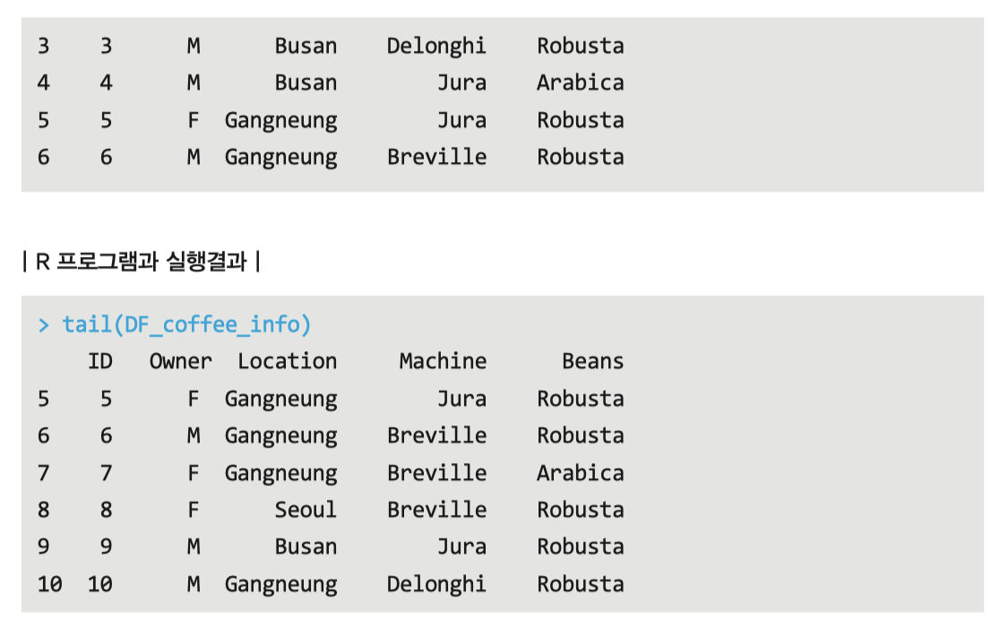 3    3      M      Busan    Delonghi    Robusta
4    4      M      Busan        Jura    Arabica
5    5      F  Gangneung        Jura    Robusta
6    6      M  Gangneung    Breville    Robusta
| R 프로그램과 실행결과 |
> tail(DF_coffee_info)
    ID   Owner  Location     Machine      Beans
5    5      F  Gangneung        Jura    Robusta
6    6      M  Gangneung    Breville    Robusta
7    7      F  Gangneung    Breville    Arabica
8    8      F      Seoul    Breville    Robusta
9    9      M      Busan        Jura    Robusta
10  10      M  Gangneung    Delonghi    Robusta